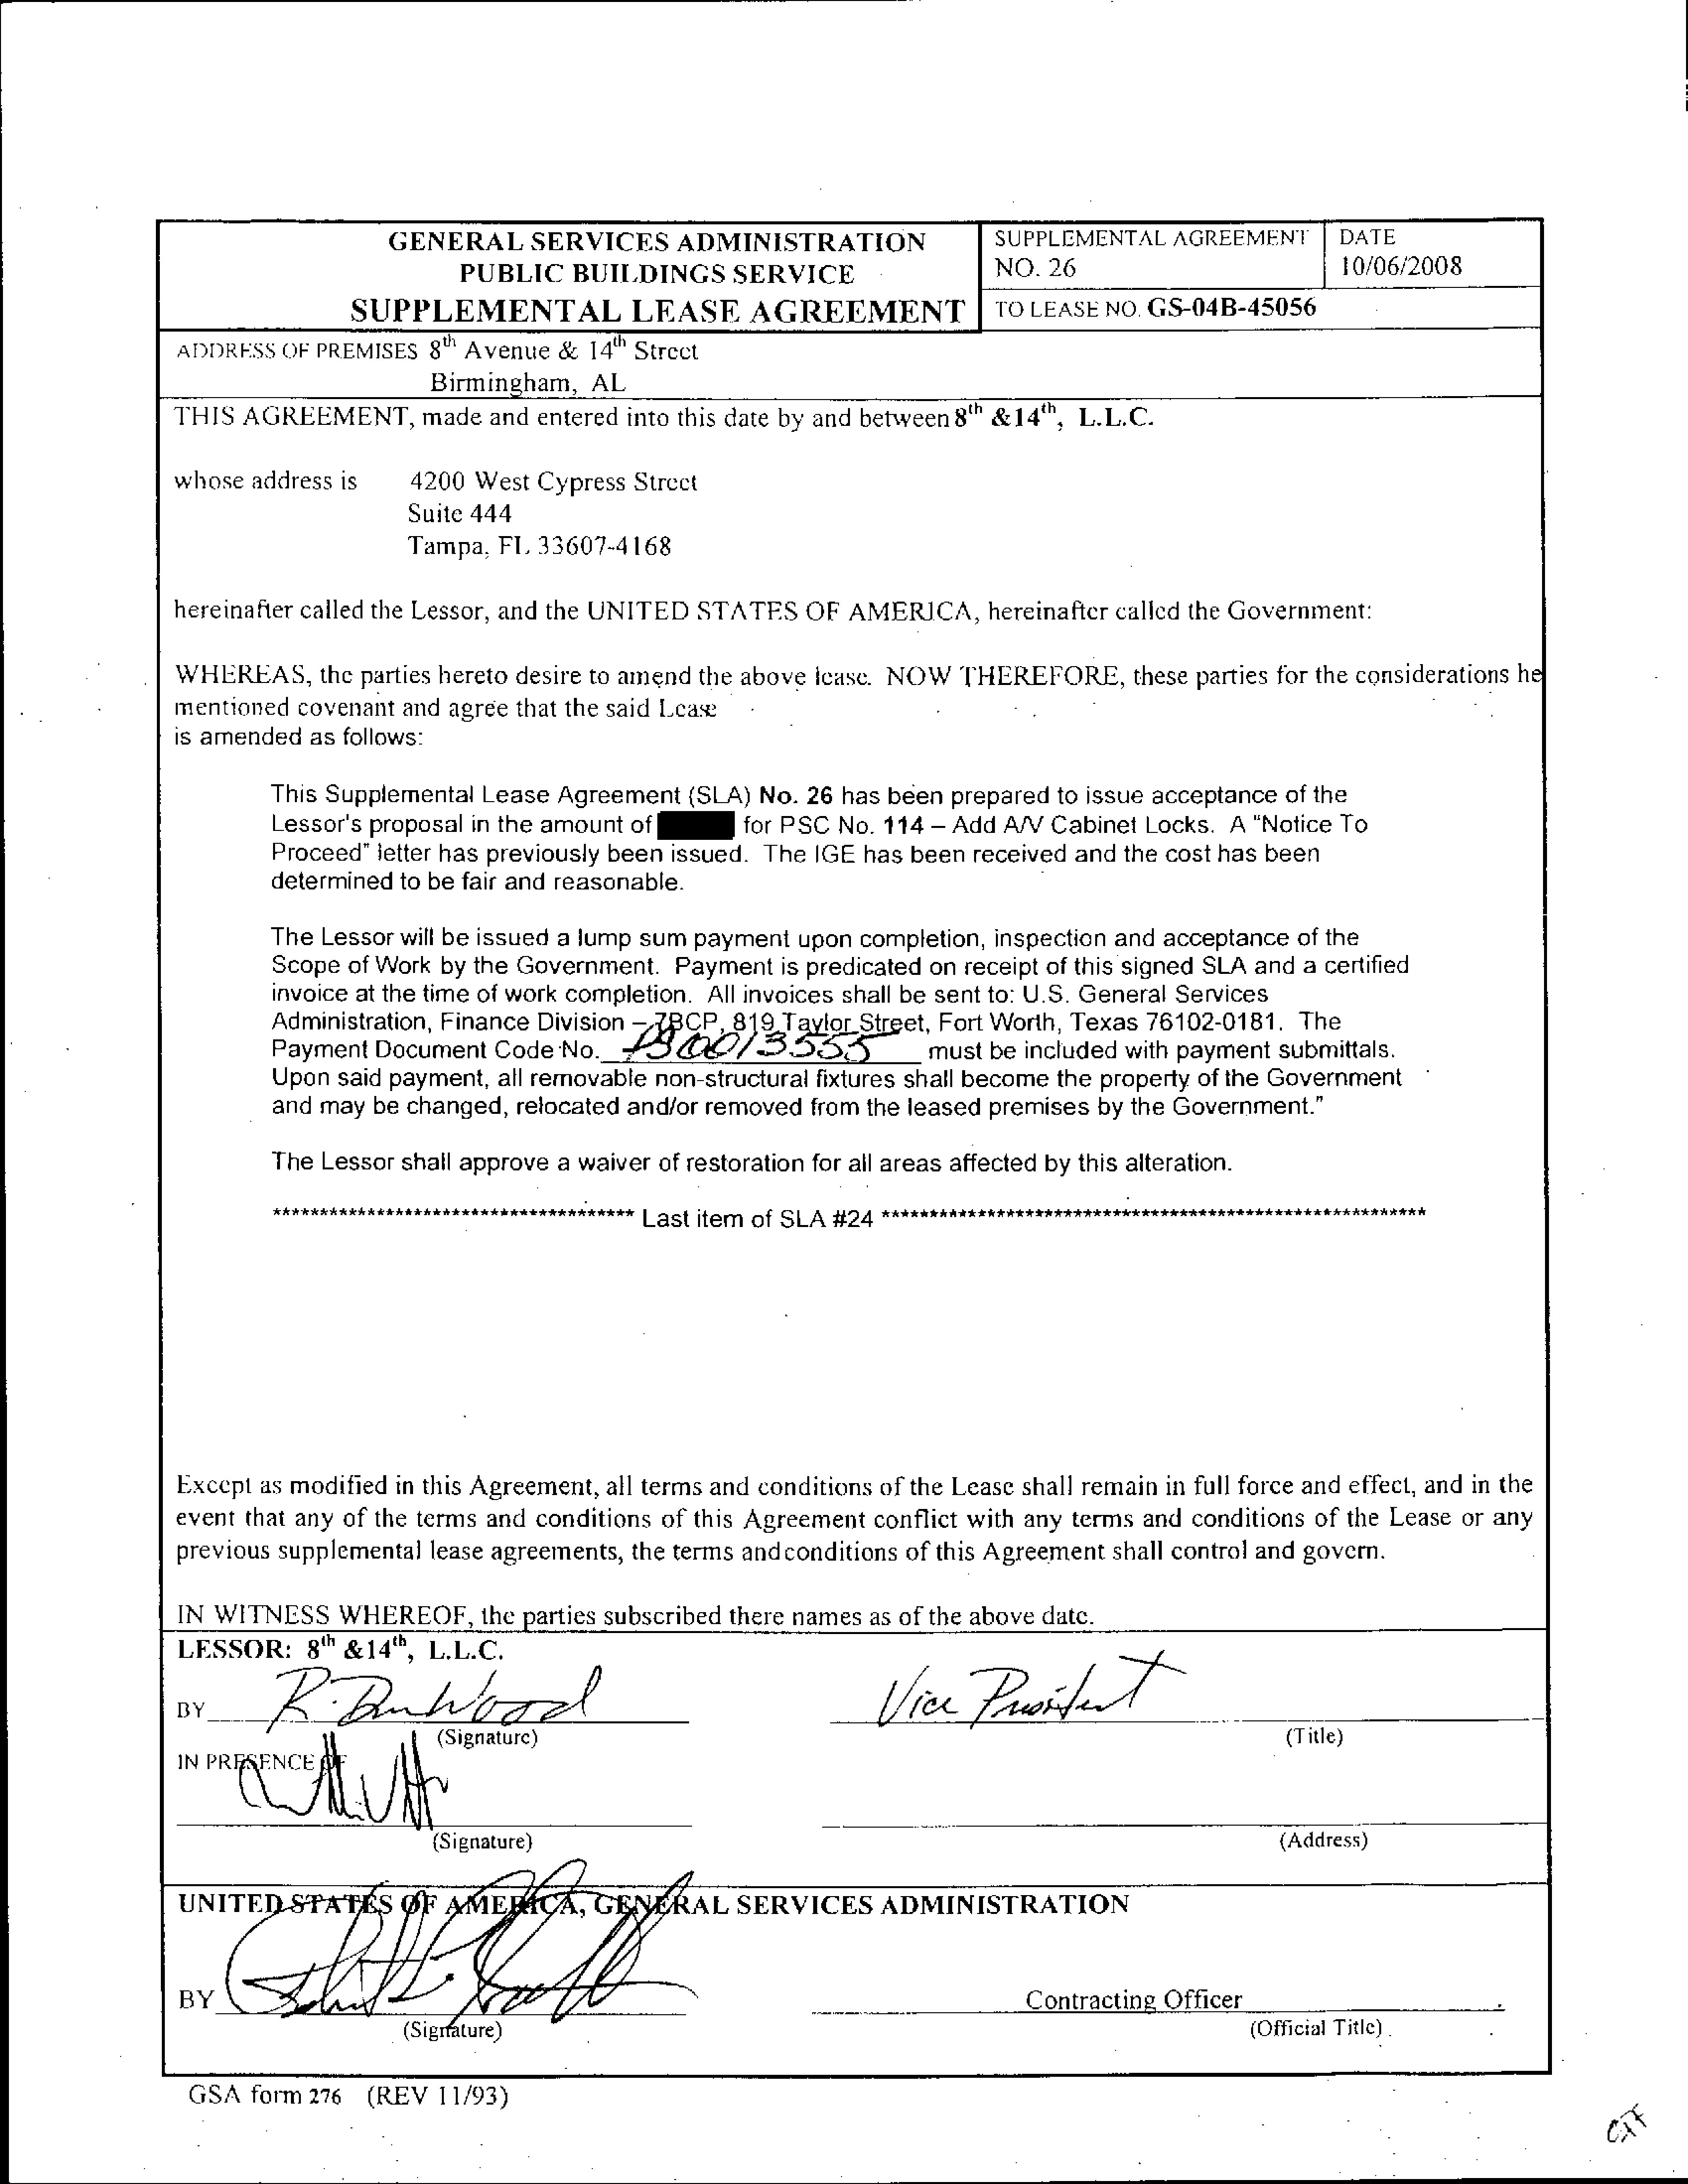 GENERAL SERVICES ADMINISTRATION
PUBLIC BUILDINGS SERVICE
SUPPLEMENTAL LEASE AGREEMENT
SUPPLEMENTAL AGREEMENT
NO. 26
DATE
10/06/2008
TO LEASE NO. GS-04B-45056
ADDRESS OF PREMISES 8th Avenue & 14th Street
Birmingham, AL
THIS AGREEMENT, made and entered into this date by and between 8th &14th, L.L.C.
whose address is 4200 West Cypress Street
Suite 444
Tampa, FL 33607-4168
hereinafter called the Lessor, and the UNITED STATES OF AMERICA, hereinafter called the Government:
WHEREAS, the parties hereto desire to amend the above lease. NOW THEREFORE, these parties for the considerations he
mentioned covenant and agree that the said Lease
is amended as follows:
This Supplemental Lease Agreement (SLA) No. 26 has been prepared to issue acceptance of the
Lessor's proposal in the amount of for PSC No. 114 – Add A/V Cabinet Locks. A "Notice To
Proceed" letter has previously been issued. The IGE has been received and the cost has been
determined to be fair and reasonable.
The Lessor will be issued a lump sum payment upon completion, inspection and acceptance of the
Scope of Work by the Government. Payment is predicated on receipt of this signed SLA and a certified
invoice at the time of work completion. All invoices shall be sent to: U.S. General Services
Administration, Finance Division – 7BCP, 819 Taylor Street, Fort Worth, Texas 76102-0181. The
Payment Document Code No. must be included with payment submittals.
Upon said payment, all removable non-structural fixtures shall become the property of the Government
and may be changed, relocated and/or removed from the leased premises by the Government."
The Lessor shall approve a waiver of restoration for all areas affected by this alteration.
*************************************** Last item of SLA #24 ***********************************************************
Except as modified in this Agreement, all terms and conditions of the Lease shall remain in full force and effect, and in the
event that any of the terms and conditions of this Agreement conflict with any terms and conditions of the Lease or any
previous supplemental lease agreements, the terms and conditions of this Agreement shall control and govern.
IN WITNESS WHEREOF, the parties subscribed there names as of the above date.
LESSOR: 8th &14th, L.L.C.
BY Vice President
(Signature) (Title)
IN PRESENCE OF
(Signature) (Address)
UNITED STATES OF AMERICA, GENERAL SERVICES ADMINISTRATION
BY Contracting Officer
(Signature) (Official Title)
GSA form 276 (REV 11/93)